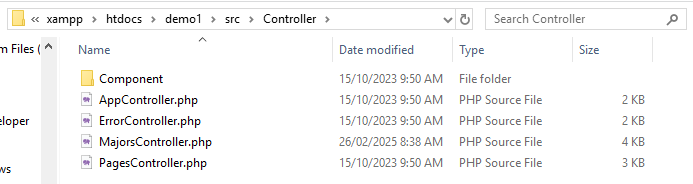 « xampp > htdocs > demo1 > src > Controller > Search Controller
Name Date modified Type Size
m Files (
Component 15/10/2023 9:50 AM File folder
AppController.php 15/10/2023 9:50 AM PHP Source File 2 KB
eloper ErrorController.php 15/10/2023 9:50 AM PHP Source File 2 KB
MajorsController.php 26/02/2025 8:38 AM PHP Source File 4 KB
ws PagesController.php 15/10/2023 9:50 AM PHP Source File 3 KB